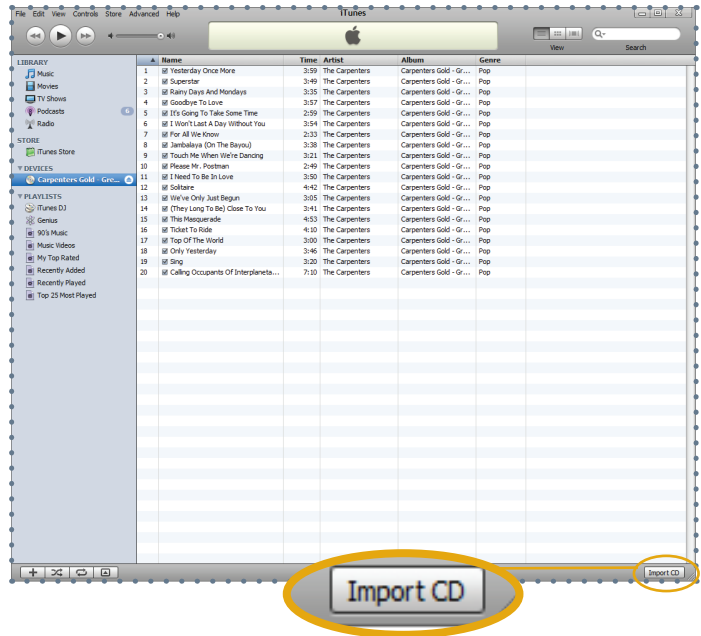 iTunes
File Edit View Controls Store Advanced Help
View Search
LIBRARY
Music
Movies
TV Shows
Podcasts 6
Radio
STORE
iTunes Store
DEVICES
Carpenters Gold - Gre...
PLAYLISTS
iTunes DJ
Genius
90's Music
Music Videos
My Top Rated
Recently Added
Recently Played
Top 25 Most Played
Name Time Artist Album Genre
1 Yesterday Once More 3:59 The Carpenters Carpenters Gold - Gr... Pop
2 Superstar 3:49 The Carpenters Carpenters Gold - Gr... Pop
3 Rainy Days And Mondays 3:35 The Carpenters Carpenters Gold - Gr... Pop
4 Goodbye To Love 3:57 The Carpenters Carpenters Gold - Gr... Pop
5 It's Going To Take Some Time 2:59 The Carpenters Carpenters Gold - Gr... Pop
6 I Won't Last A Day Without You 3:54 The Carpenters Carpenters Gold - Gr... Pop
7 For All We Know 2:33 The Carpenters Carpenters Gold - Gr... Pop
8 Jambalaya (On The Bayou) 3:38 The Carpenters Carpenters Gold - Gr... Pop
9 Touch Me When We're Dancing 3:21 The Carpenters Carpenters Gold - Gr... Pop
10 Please Mr. Postman 2:49 The Carpenters Carpenters Gold - Gr... Pop
11 I Need To Be In Love 3:50 The Carpenters Carpenters Gold - Gr... Pop
12 Solitaire 4:42 The Carpenters Carpenters Gold - Gr... Pop
13 We've Only Just Begun 3:05 The Carpenters Carpenters Gold - Gr... Pop
14 (They Long To Be) Close To You 3:41 The Carpenters Carpenters Gold - Gr... Pop
15 This Masquerade 4:53 The Carpenters Carpenters Gold - Gr... Pop
16 Ticket To Ride 4:10 The Carpenters Carpenters Gold - Gr... Pop
17 Top Of The World 3:00 The Carpenters Carpenters Gold - Gr... Pop
18 Only Yesterday 3:46 The Carpenters Carpenters Gold - Gr... Pop
19 Sing 3:20 The Carpenters Carpenters Gold - Gr... Pop
20 Calling Occupants Of Interplaneta... 7:10 The Carpenters Carpenters Gold - Gr... Pop
Import CD
Import CD